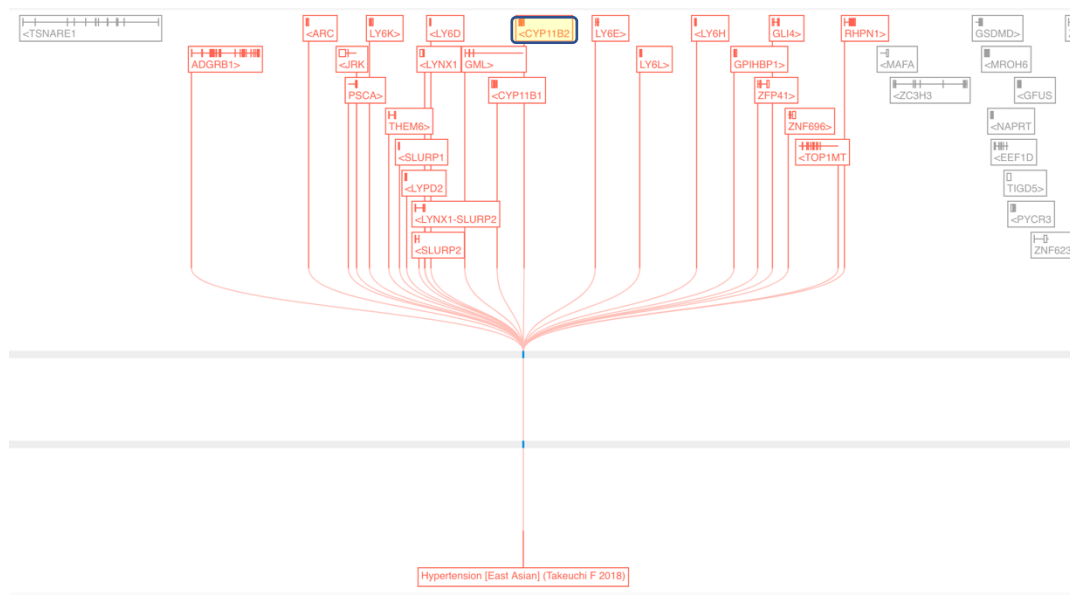 <TSNARE1
<ARC
LY6K>
<LY6D
<CYP11B2
LY6E>
<LY6H
GLI4>
RHPN1>
GSDMD>
ADGRB1>
<JRK
<LYNX1
GML>
LY6L>
GPIHBP1>
<MAFA
<MROH6
PSCA>
<CYP11B1
ZFP41>
<ZC3H3
<GFUS
THEM6>
ZNF696>
<NAPRT
<SLURP1
<TOP1MT
<EEF1D
<LYPD2
TIGD5>
<LYNX1-SLURP2
<PYCR3
<SLURP2
ZNF623
Hypertension [East Asian] (Takeuchi F 2018)